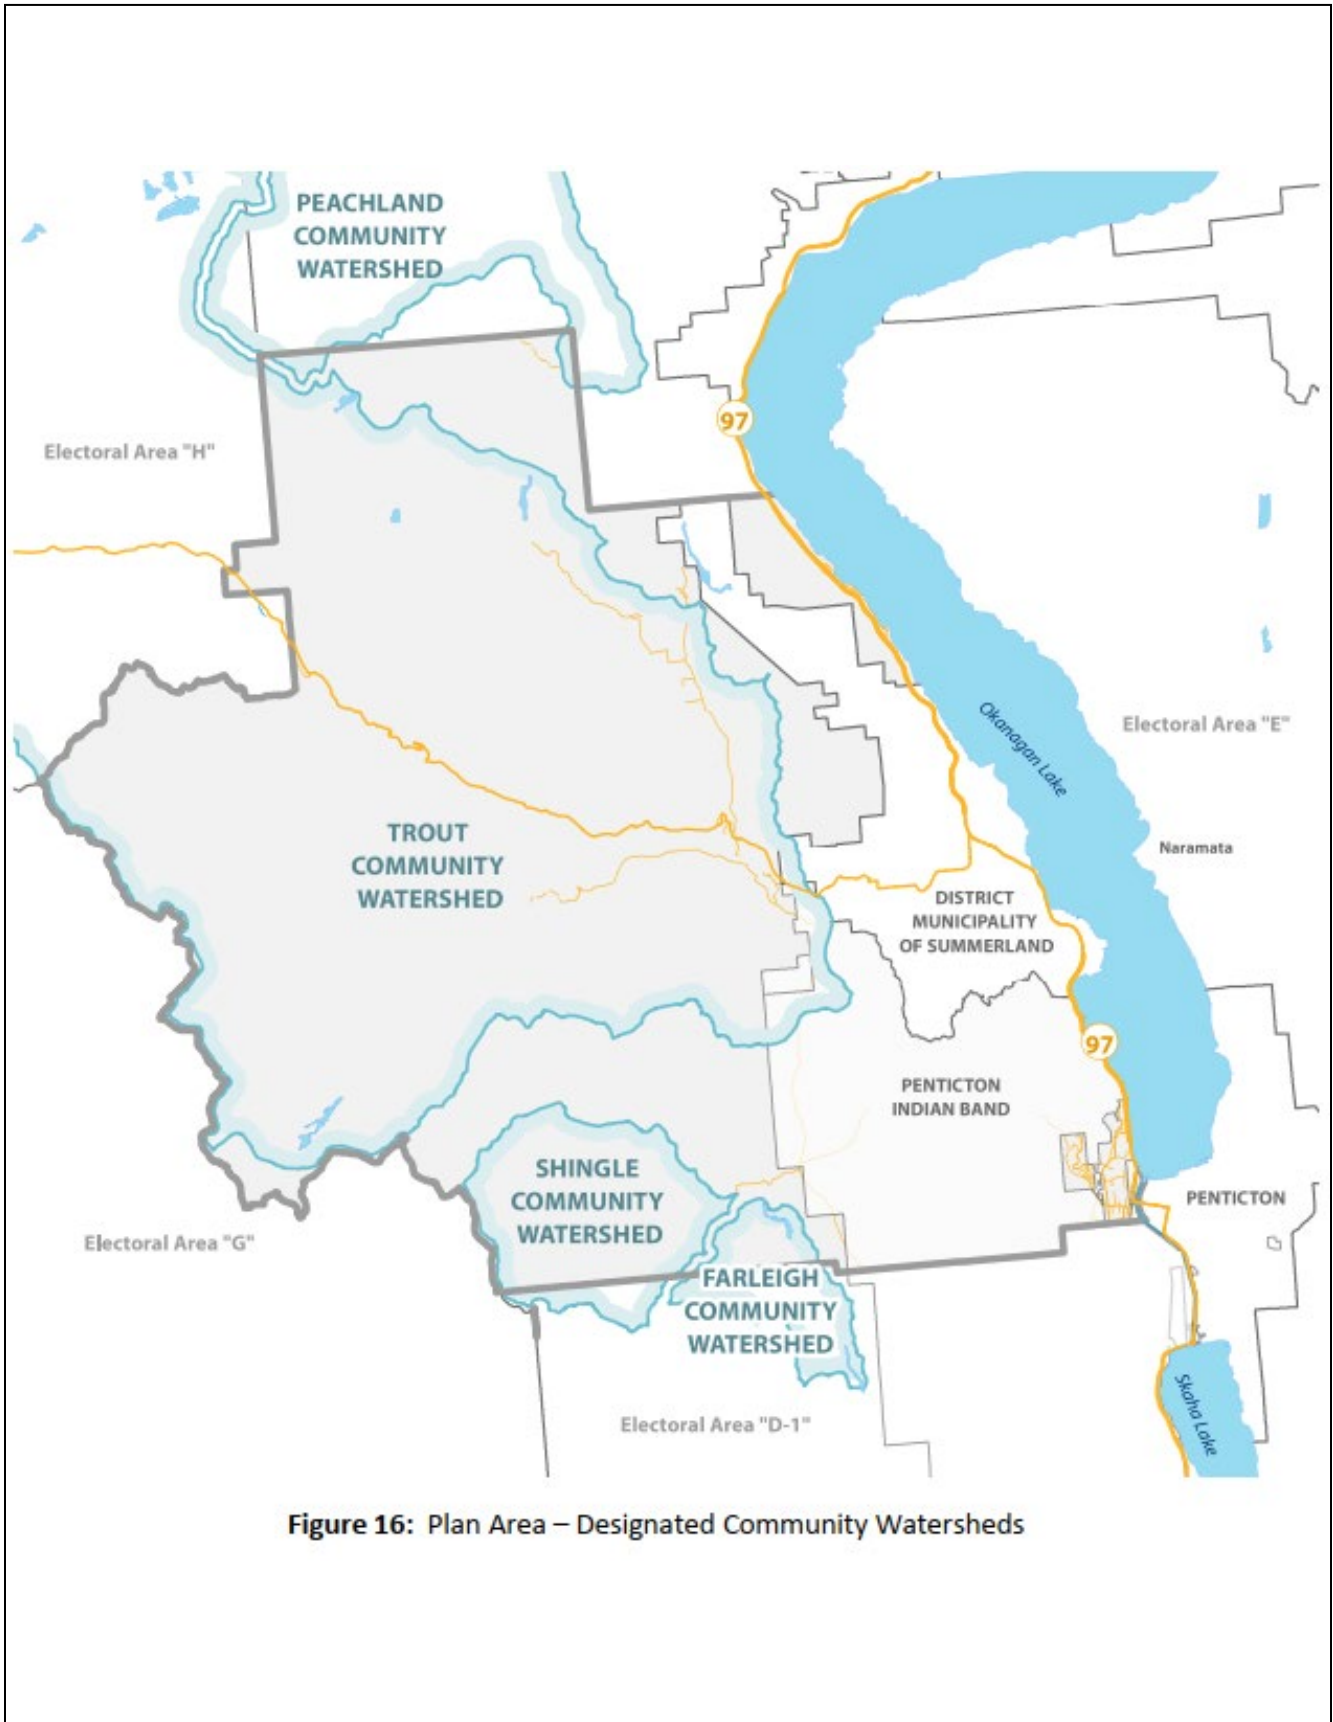 PEACHLAND
COMMUNITY
WATERSHED
97
Electoral Area "H"
Okanagan Lake
Electoral Area "E"
TROUT
COMMUNITY
WATERSHED
Naramata
DISTRICT
MUNICIPALITY
OF SUMMERLAND
97
PENTICTON
INDIAN BAND
SHINGLE
COMMUNITY
WATERSHED
PENTICTON
Electoral Area "G"
FARLEIGH
COMMUNITY
WATERSHED
Skaha Lake
Electoral Area "D-1"
Figure 16: Plan Area – Designated Community Watersheds